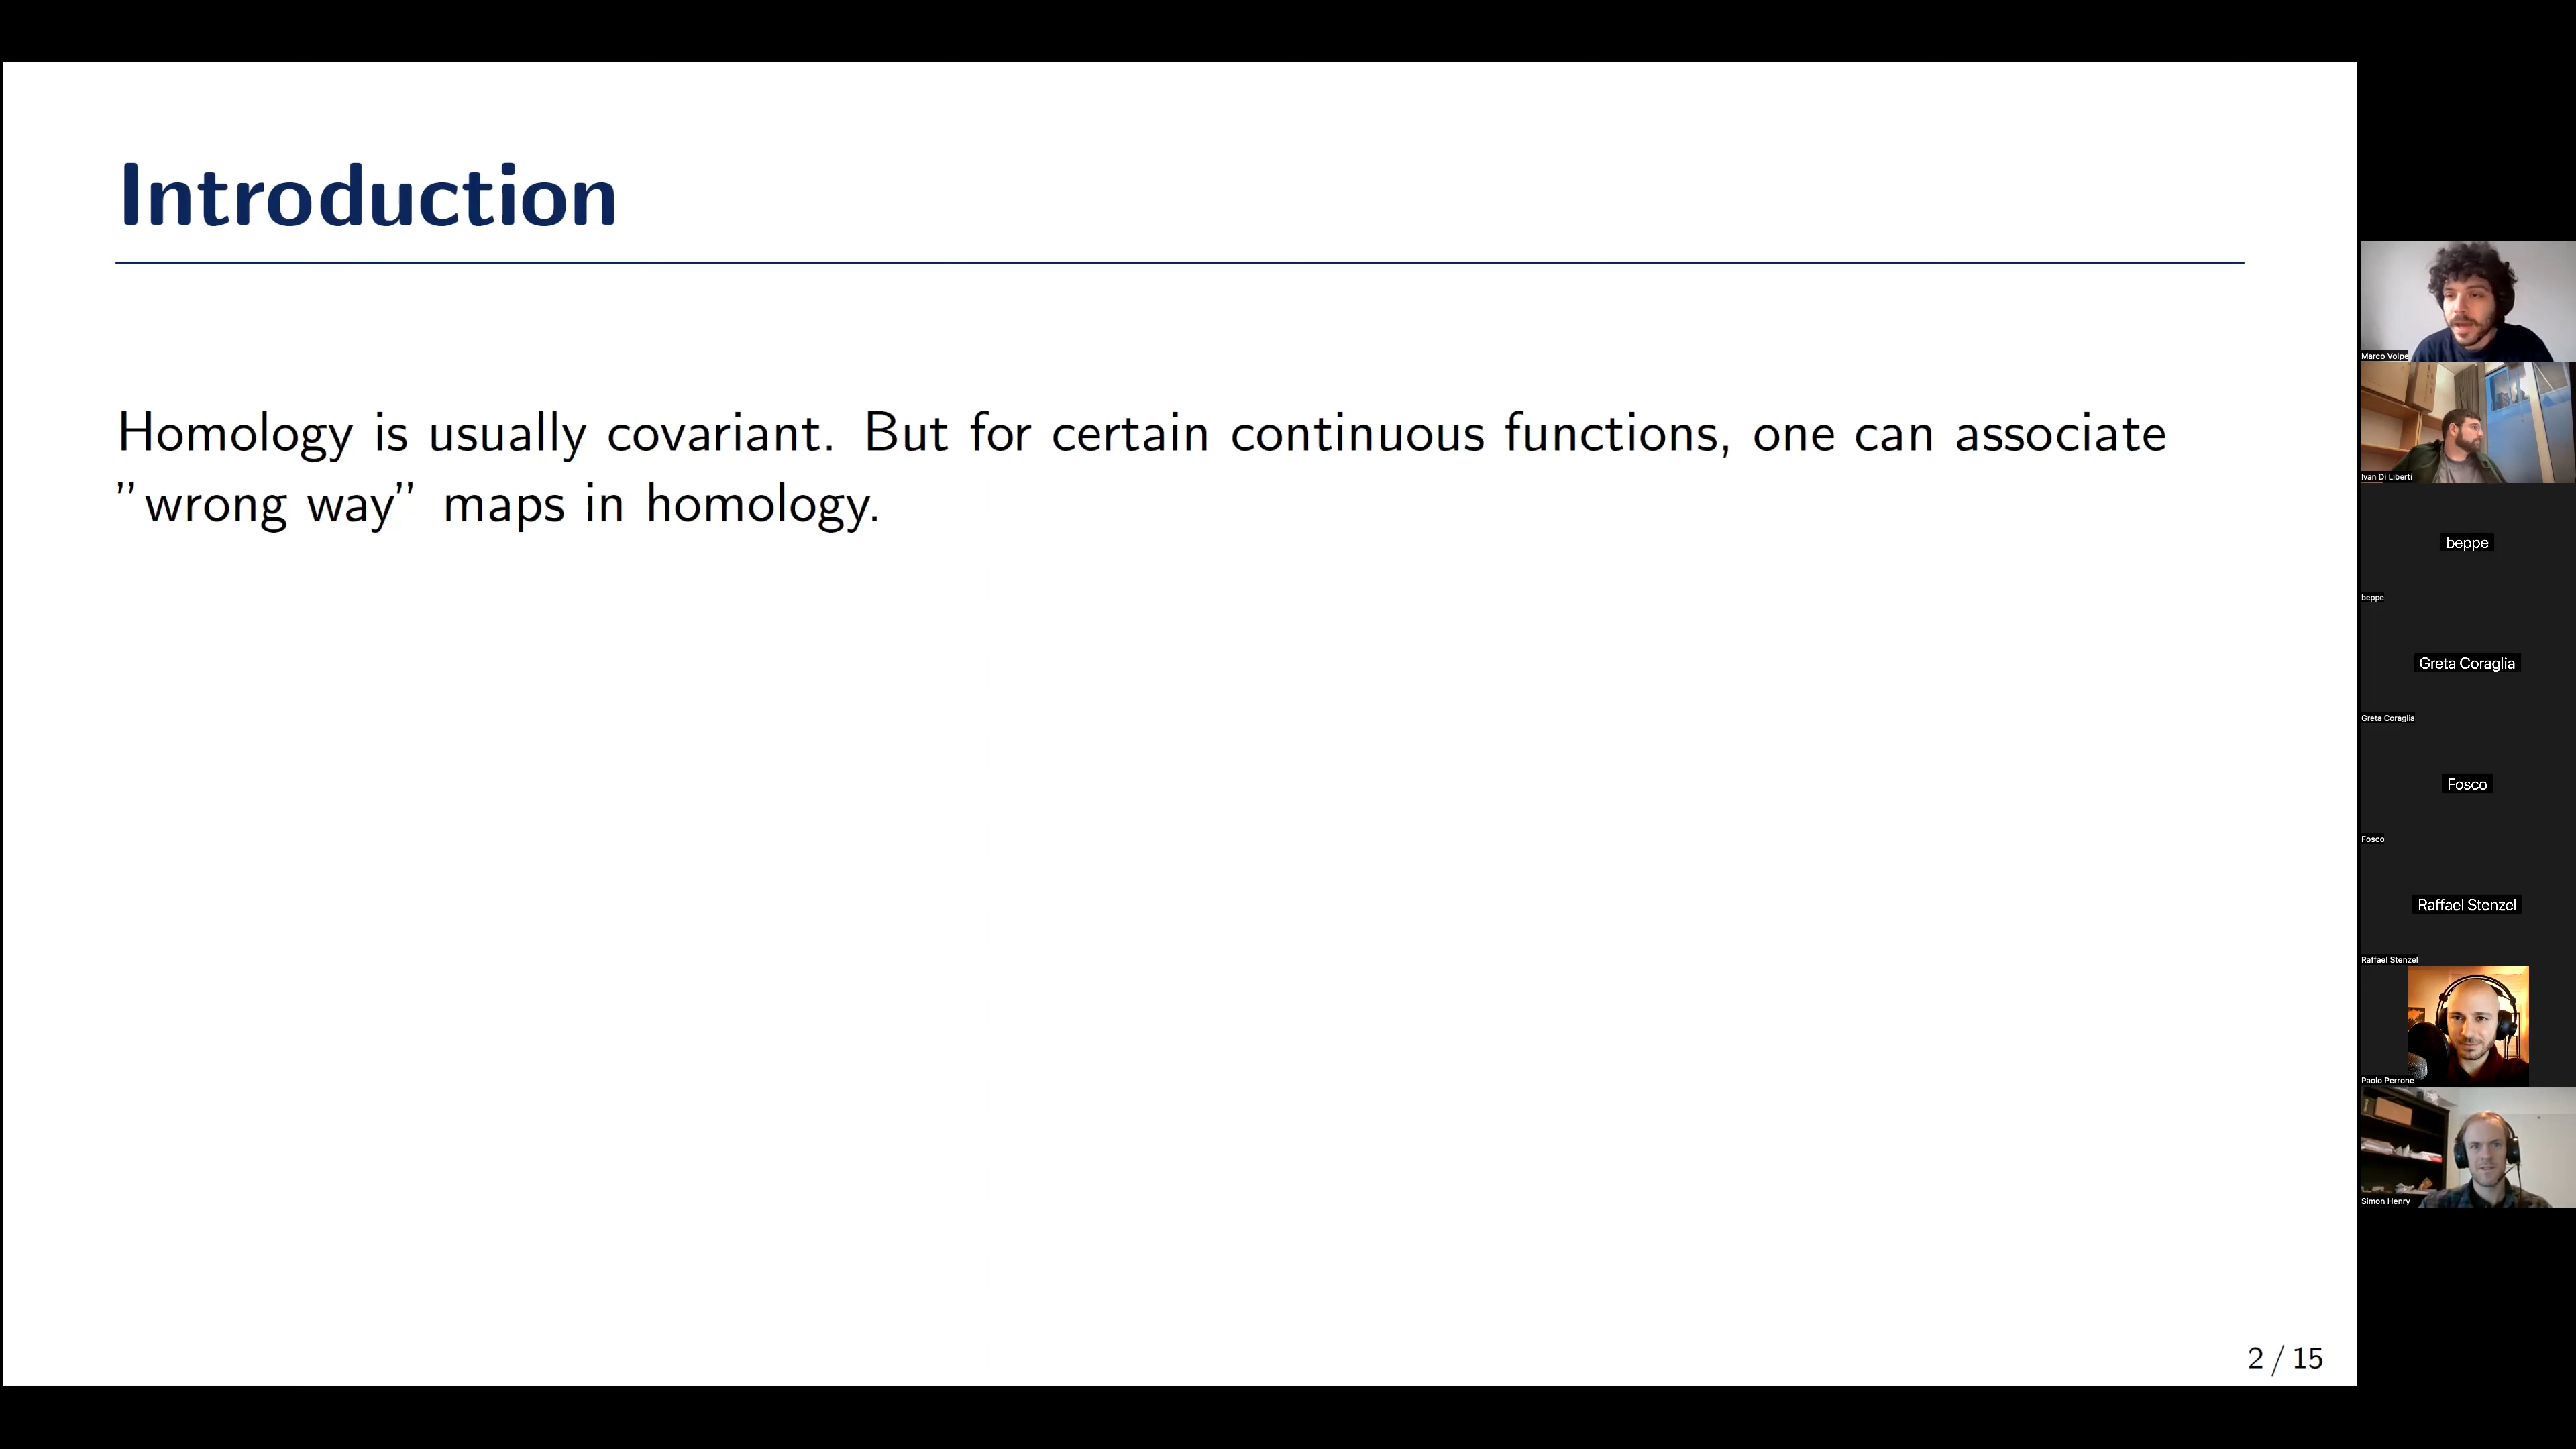 Introduction
Homology is usually covariant. But for certain continuous functions, one can associate
”wrong way” maps in homology.
2 / 15
Marco Volpe
Ivan Di Liberti
beppe
beppe
Greta Coraglia
Greta Coraglia
Fosco
Fosco
Raffael Stenzel
Raffael Stenzel
Paolo Perrone
Simon Henry